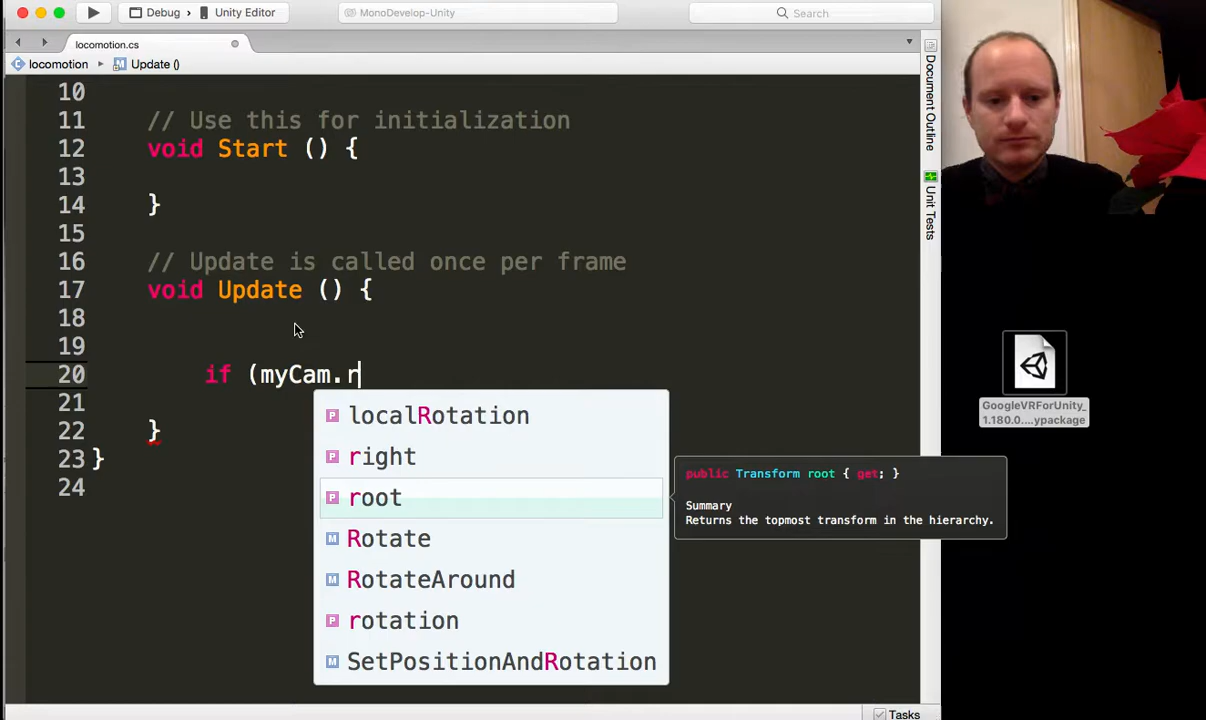 Debug > Unity Editor
MonoDevelop-Unity
Search
locomotion.cs
locomotion
Update ()
10
11 // Use this for initialization
12 void Start () {
13
14 }
15
16 // Update is called once per frame
17 void Update () {
18
19
20 if (myCam.r
21
22 }
23 }
24
localRotation
right
root
Rotate
RotateAround
rotation
SetPositionAndRotation
public Transform root { get; }
Summary
Returns the topmost transform in the hierarchy.
Document Outline
Unit Tests
GoogleVRForUnity_
1.180.0....ypackage
Tasks